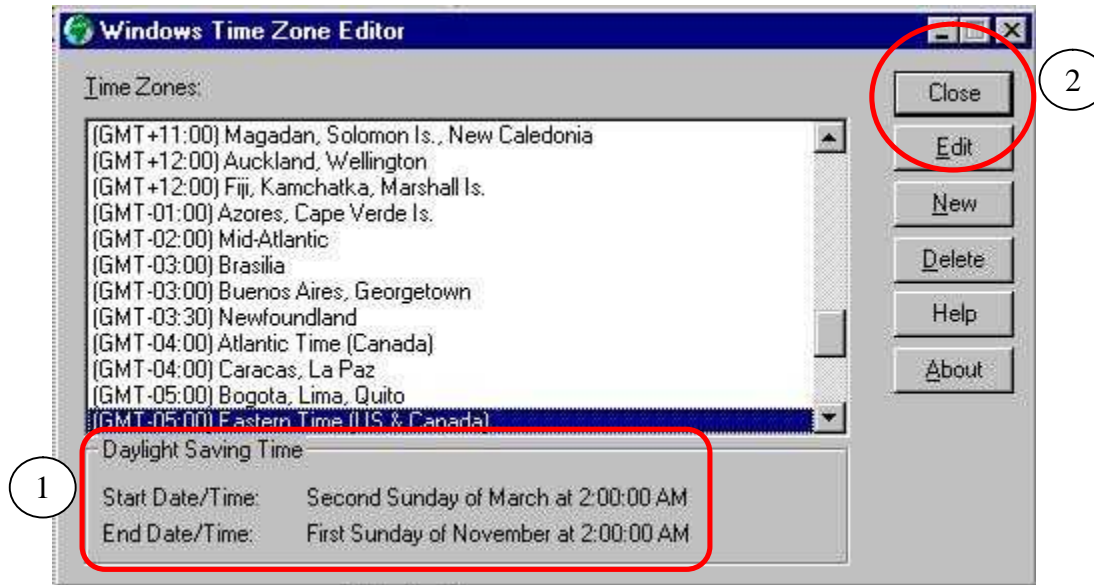 Windows Time Zone Editor
Time Zones:
(GMT+11:00) Magadan, Solomon Is., New Caledonia
(GMT+12:00) Auckland, Wellington
(GMT+12:00) Fiji, Kamchatka, Marshall Is.
(GMT-01:00) Azores, Cape Verde Is.
(GMT-02:00) Mid-Atlantic
(GMT-03:00) Brasilia
(GMT-03:00) Buenos Aires, Georgetown
(GMT-03:30) Newfoundland
(GMT-04:00) Atlantic Time (Canada)
(GMT-04:00) Caracas, La Paz
(GMT-05:00) Bogota, Lima, Quito
(GMT-05:00) Eastern Time (US & Canada)
Close
Edit
New
Delete
Help
About
2
1
Daylight Saving Time
Start Date/Time: Second Sunday of March at 2:00:00 AM
End Date/Time: First Sunday of November at 2:00:00 AM